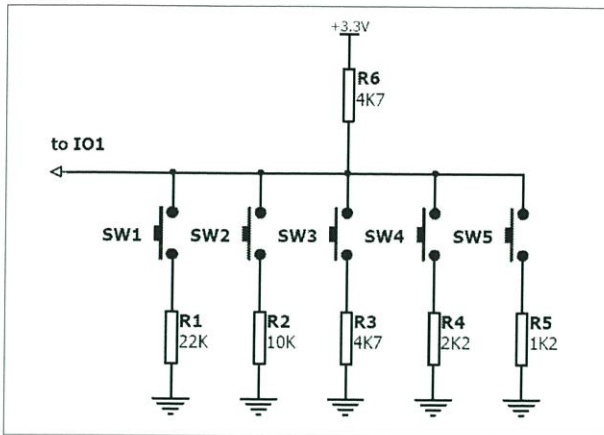 +3.3V
R6
4K7
to IO1
SW1
SW2
SW3
SW4
SW5
R1
22K
R2
10K
R3
4K7
R4
2K2
R5
1K2